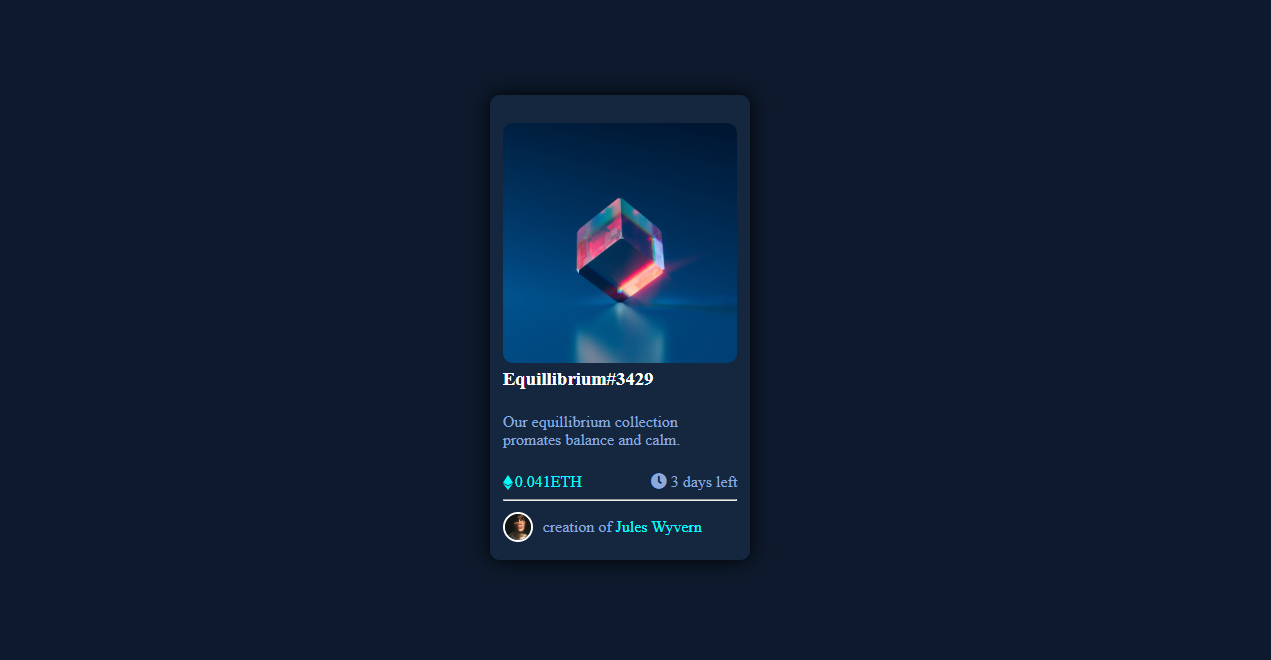 Equillibrium#3429
Our equillibrium collection
promates balance and calm.
0.041ETH 3 days left
creation of Jules Wyvern